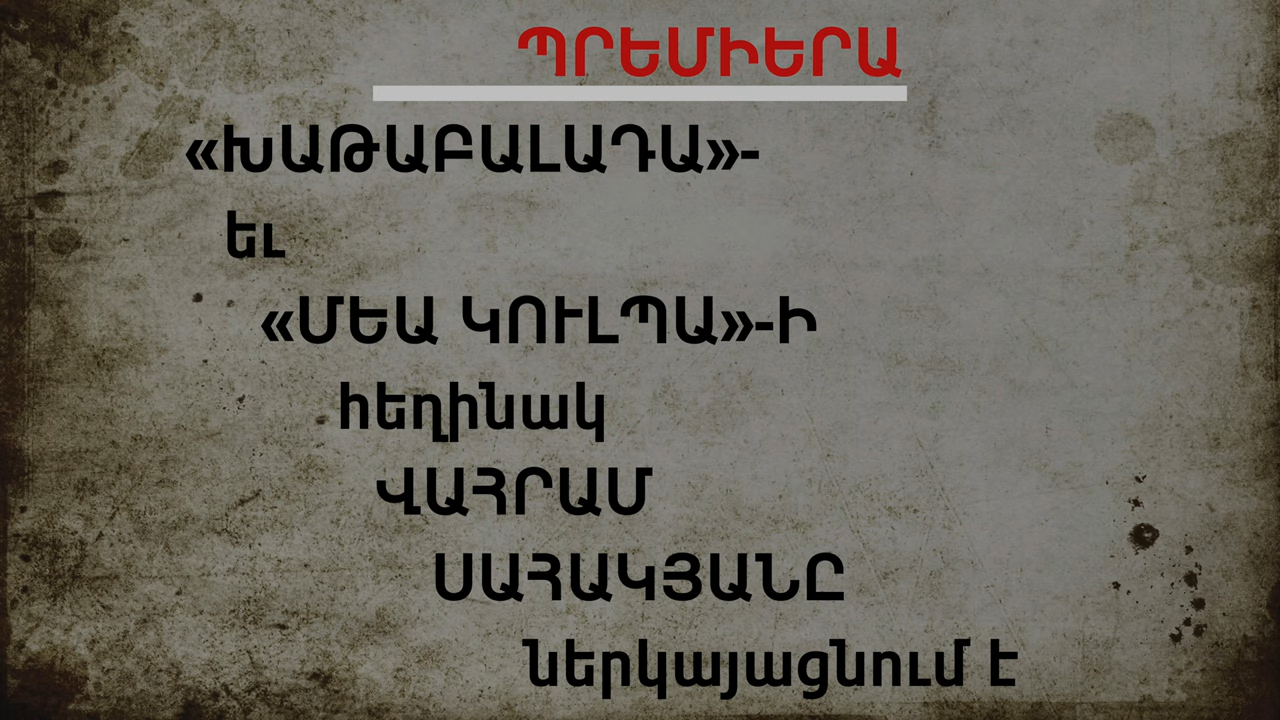 ՊՐԵՄԻԵՐԱ
«ԽԱԹԱԲԱԼԱԴԱ»-
եւ
«ՄԵԱ ԿՈՒԼՊԱ»-Ի
հեղինակ
ՎԱՀՐԱՄ
ՍԱՀԱԿՅԱՆԸ
ներկայացնում է